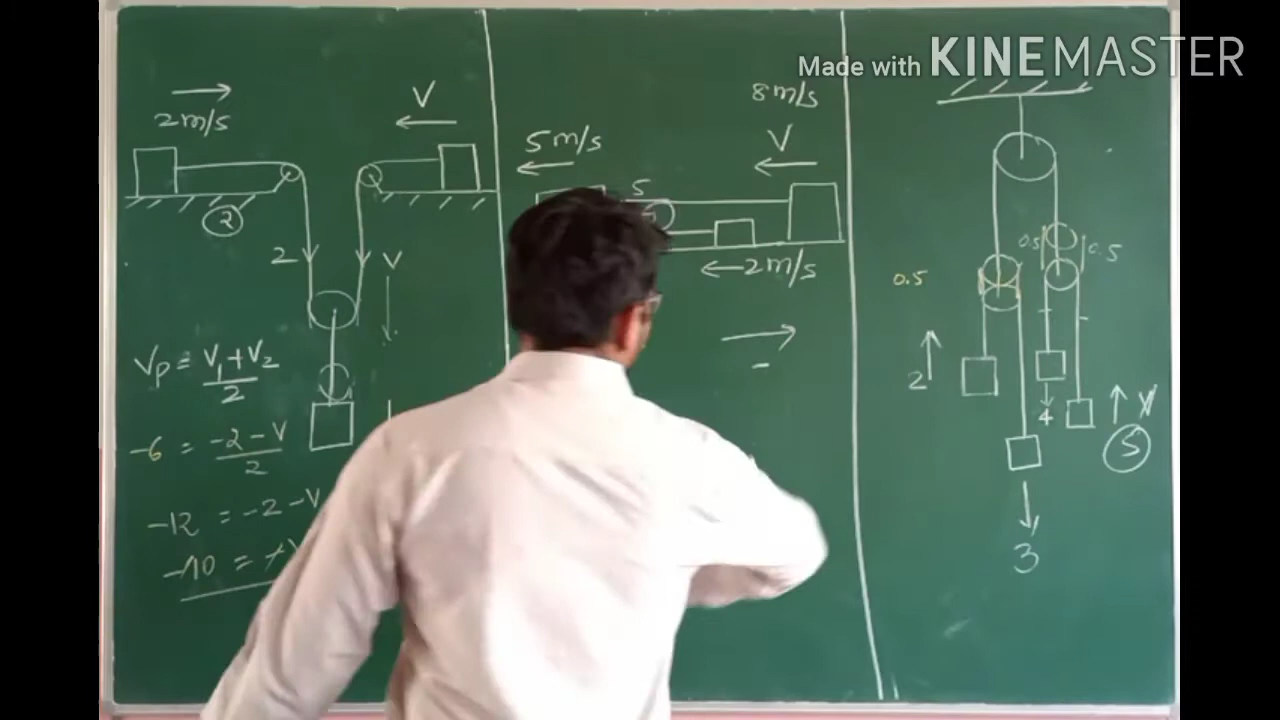 Made with KINEMASTER
2m/s
V
2
2
V
Vp = V1+V2
2
-6 = -2-V
2
-12 = -2-V
-10 =
5m/s
8m/s
V
5
←2m/s
-
0.5
0.5
0.5
2
4
V
5
3